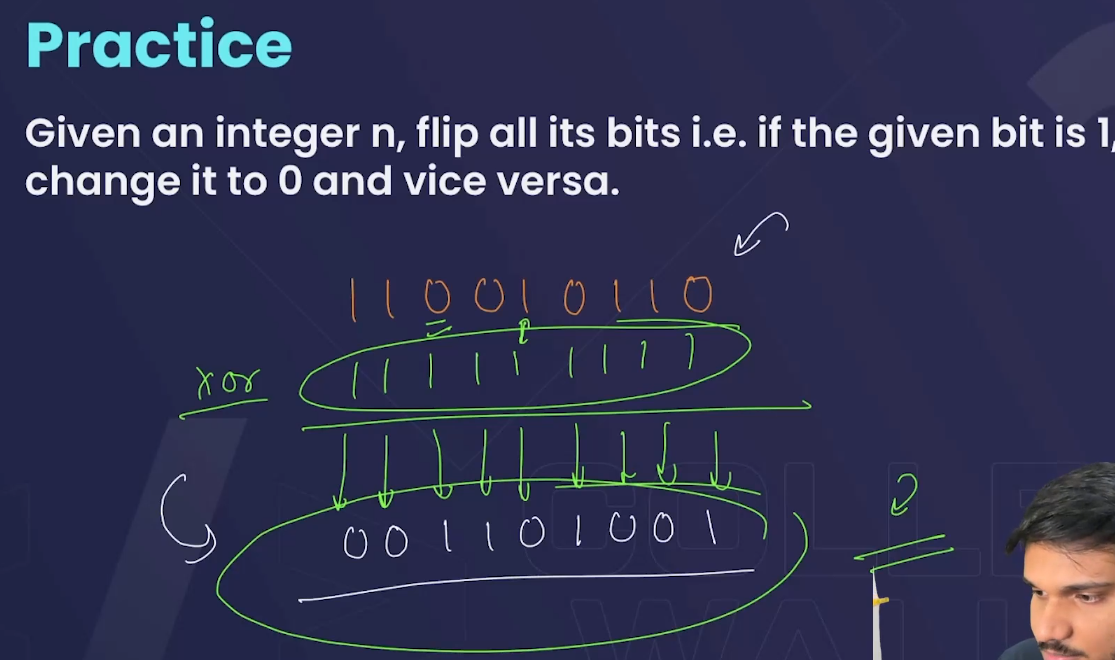 Practice
Given an integer n, flip all its bits i.e. if the given bit is 1,
change it to 0 and vice versa.
1 1 0 0 1 0 1 1 0
xor 1 1 1 1 1 1 1 1 1
0 0 1 1 0 1 0 0 1